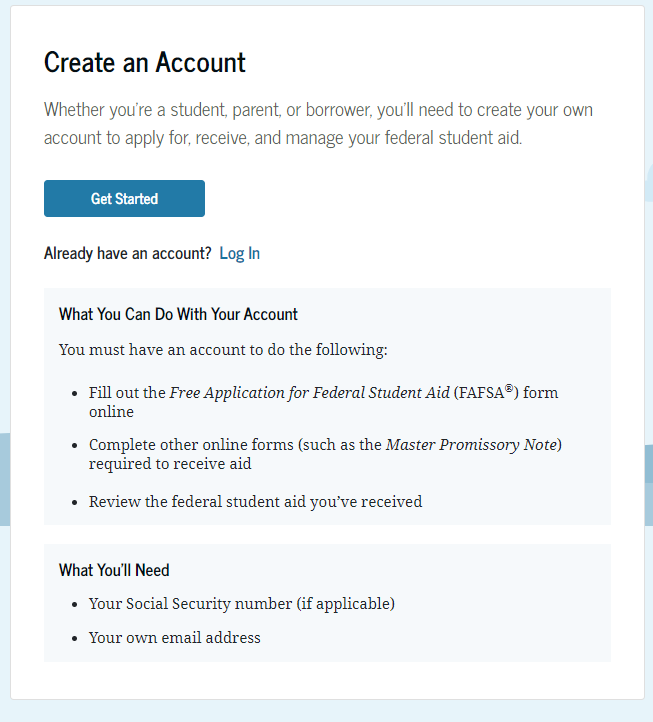 Create an Account
Whether you're a student, parent, or borrower, you'll need to create your own
account to apply for, receive, and manage your federal student aid.
Get Started
Already have an account? Log In
What You Can Do With Your Account
You must have an account to do the following:
• Fill out the Free Application for Federal Student Aid (FAFSA®) form
online
• Complete other online forms (such as the Master Promissory Note)
required to receive aid
• Review the federal student aid you’ve received
What You'll Need
• Your Social Security number (if applicable)
• Your own email address